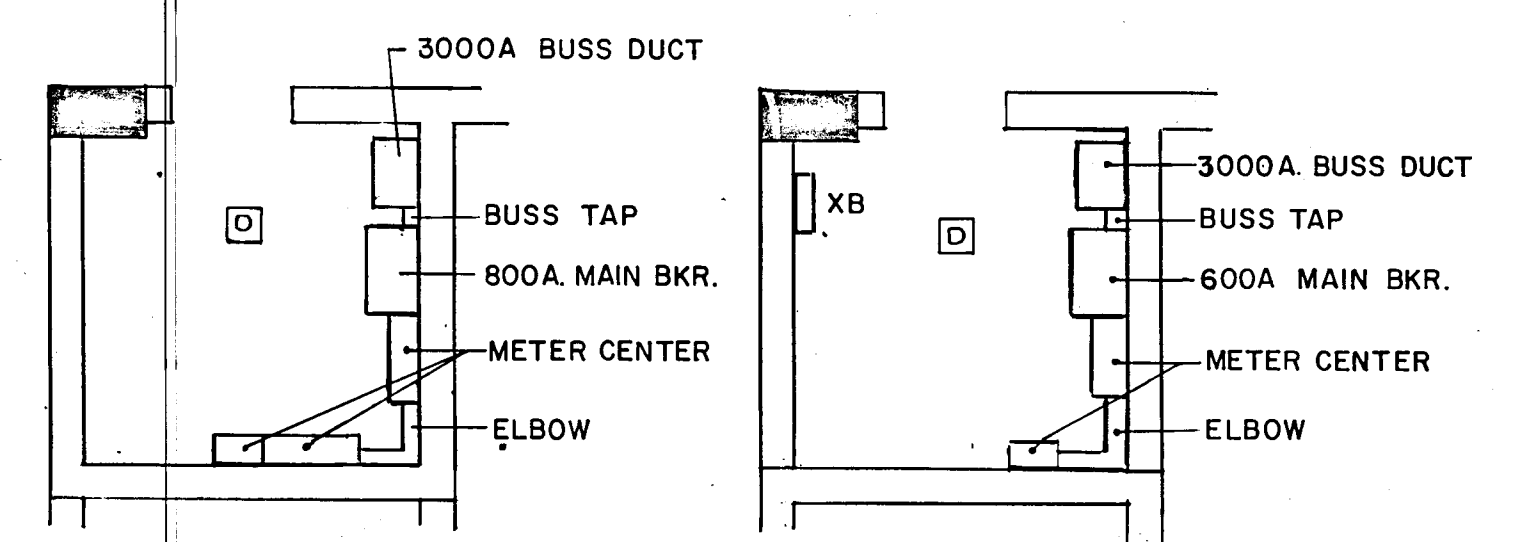 3000A BUSS DUCT
D
BUSS TAP
800A. MAIN BKR.
METER CENTER
ELBOW
3000A. BUSS DUCT
XB
D
BUSS TAP
600A MAIN BKR.
METER CENTER
ELBOW